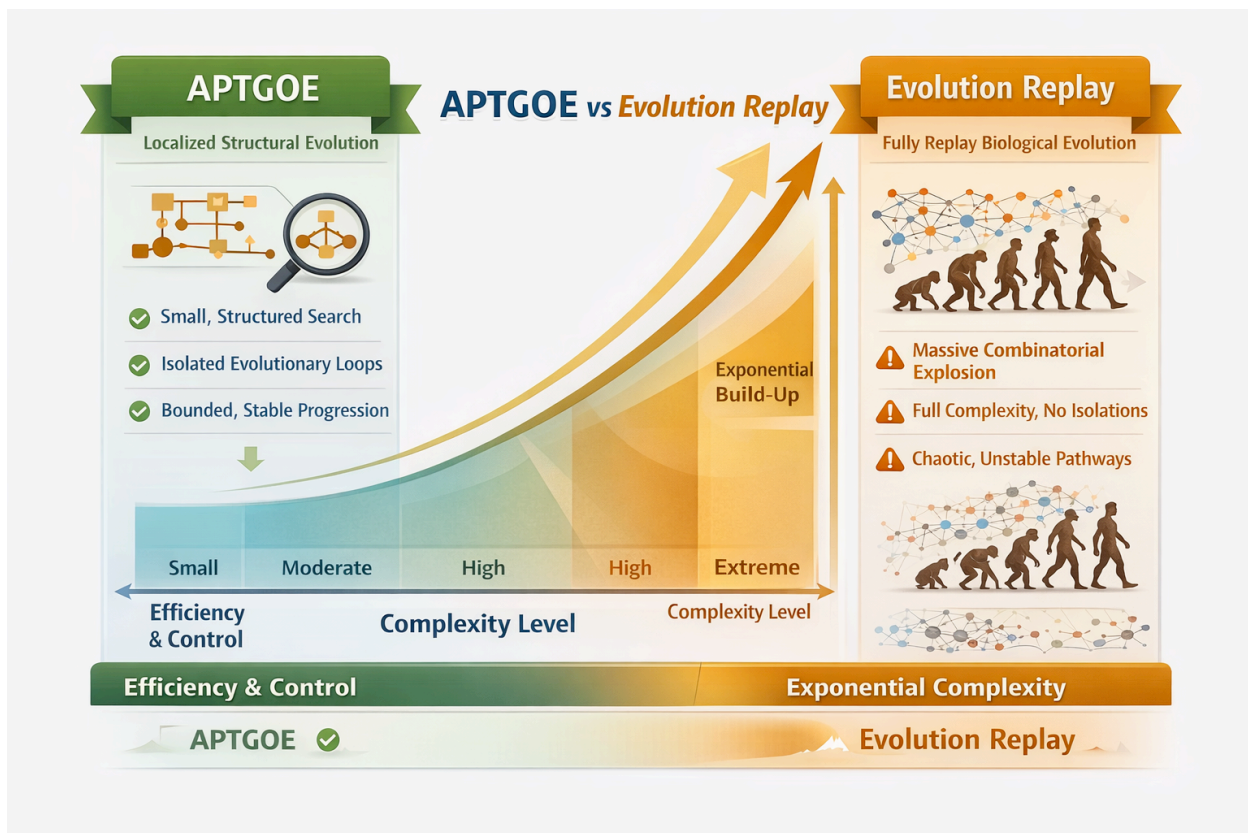 APTGOE
Localized Structural Evolution
Small, Structured Search
Isolated Evolutionary Loops
Bounded, Stable Progression
APTGOE vs Evolution Replay
Exponential
Build-Up
Small
Moderate
High
High
Extreme
Efficiency
& Control
Complexity Level
Complexity Level
Evolution Replay
Fully Replay Biological Evolution
Massive Combinatorial
Explosion
Full Complexity, No Isolations
Chaotic, Unstable Pathways
Efficiency & Control
Exponential Complexity
APTGOE
Evolution Replay